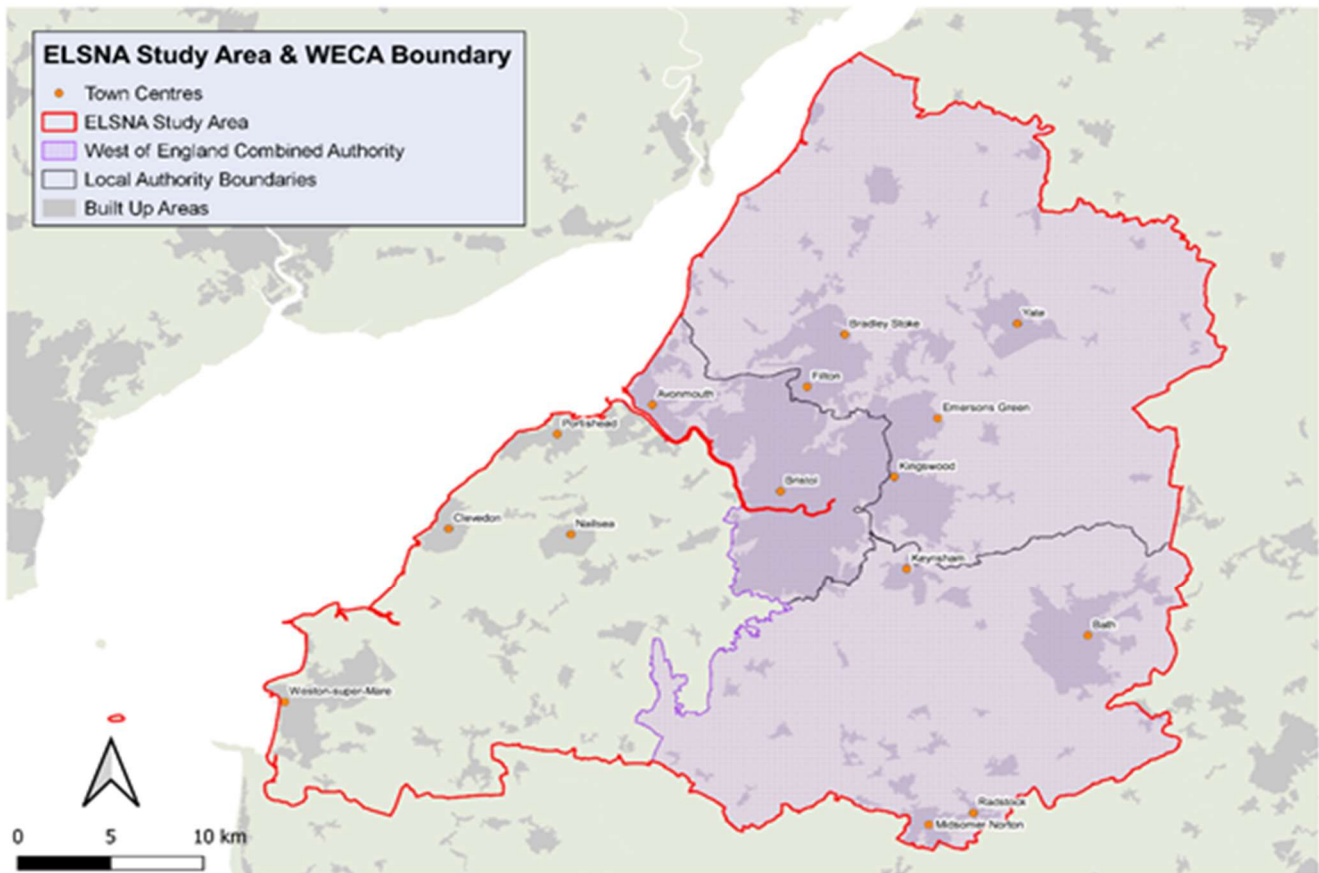 ELSNA Study Area & WECA Boundary
Town Centres
ELSNA Study Area
West of England Combined Authority
Local Authority Boundaries
Built Up Areas
Yate
Bradley Stoke
Filton
Avonmouth
Emersons Green
Portishead
Kingswood
Bristol
Clevedon
Nailsea
Keynsham
Bath
Weston-super-Mare
Radstock
Midsomer Norton
0 5 10 km